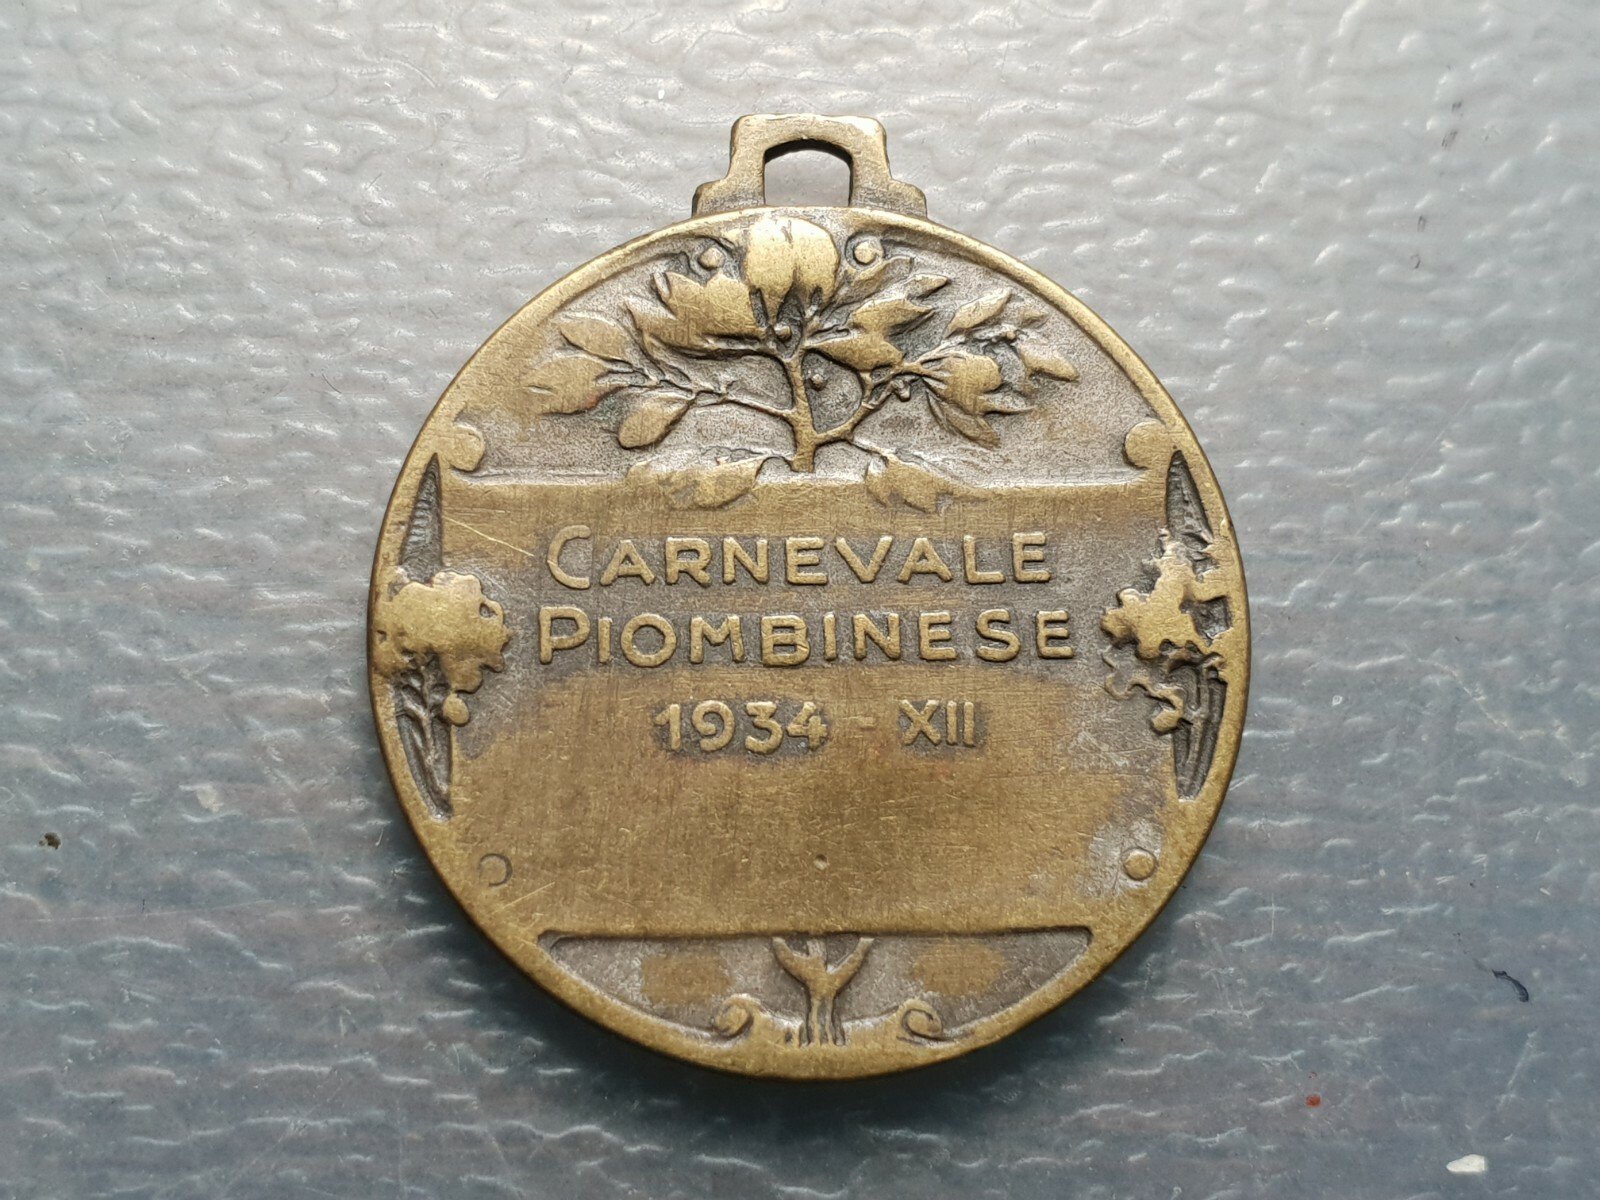 CARNEVALE
PIOMBINESE
1934 - XII